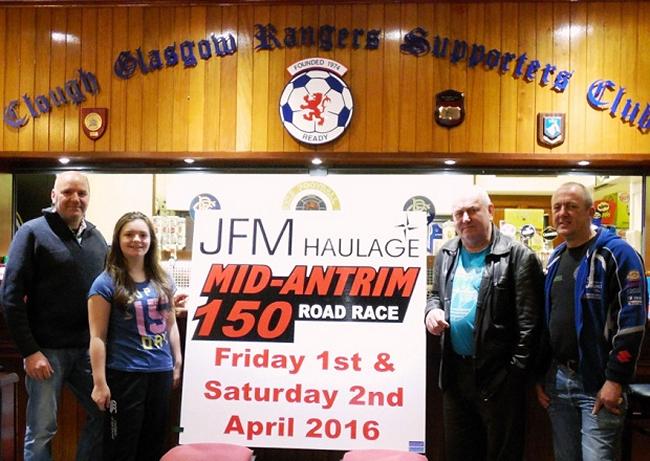 Clough Glasgow Rangers Supporters Club
FOUNDED 1974
READY
JFM HAULAGE
MID-ANTRIM
150 ROAD RACE
Friday 1st &
Saturday 2nd
April 2016